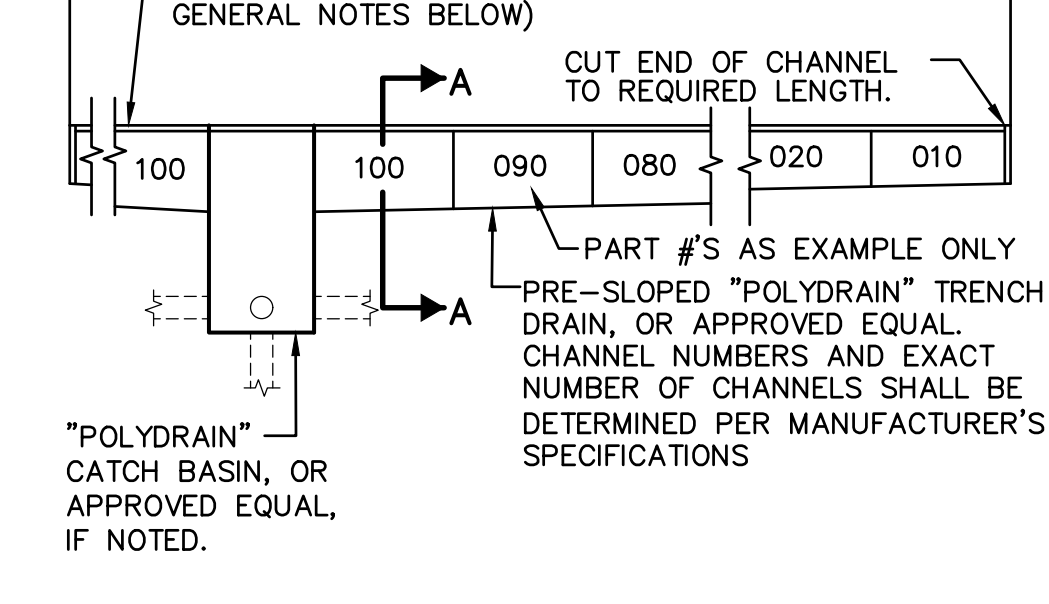 GENERAL NOTES BELOW)
CUT END OF CHANNEL
TO REQUIRED LENGTH.
A
100
100
090
080
020
010
PART #'S AS EXAMPLE ONLY
A
PRE-SLOPED "POLYDRAIN" TRENCH
DRAIN, OR APPROVED EQUAL.
CHANNEL NUMBERS AND EXACT
NUMBER OF CHANNELS SHALL BE
DETERMINED PER MANUFACTURER'S
SPECIFICATIONS
"POLYDRAIN"
CATCH BASIN, OR
APPROVED EQUAL,
IF NOTED.